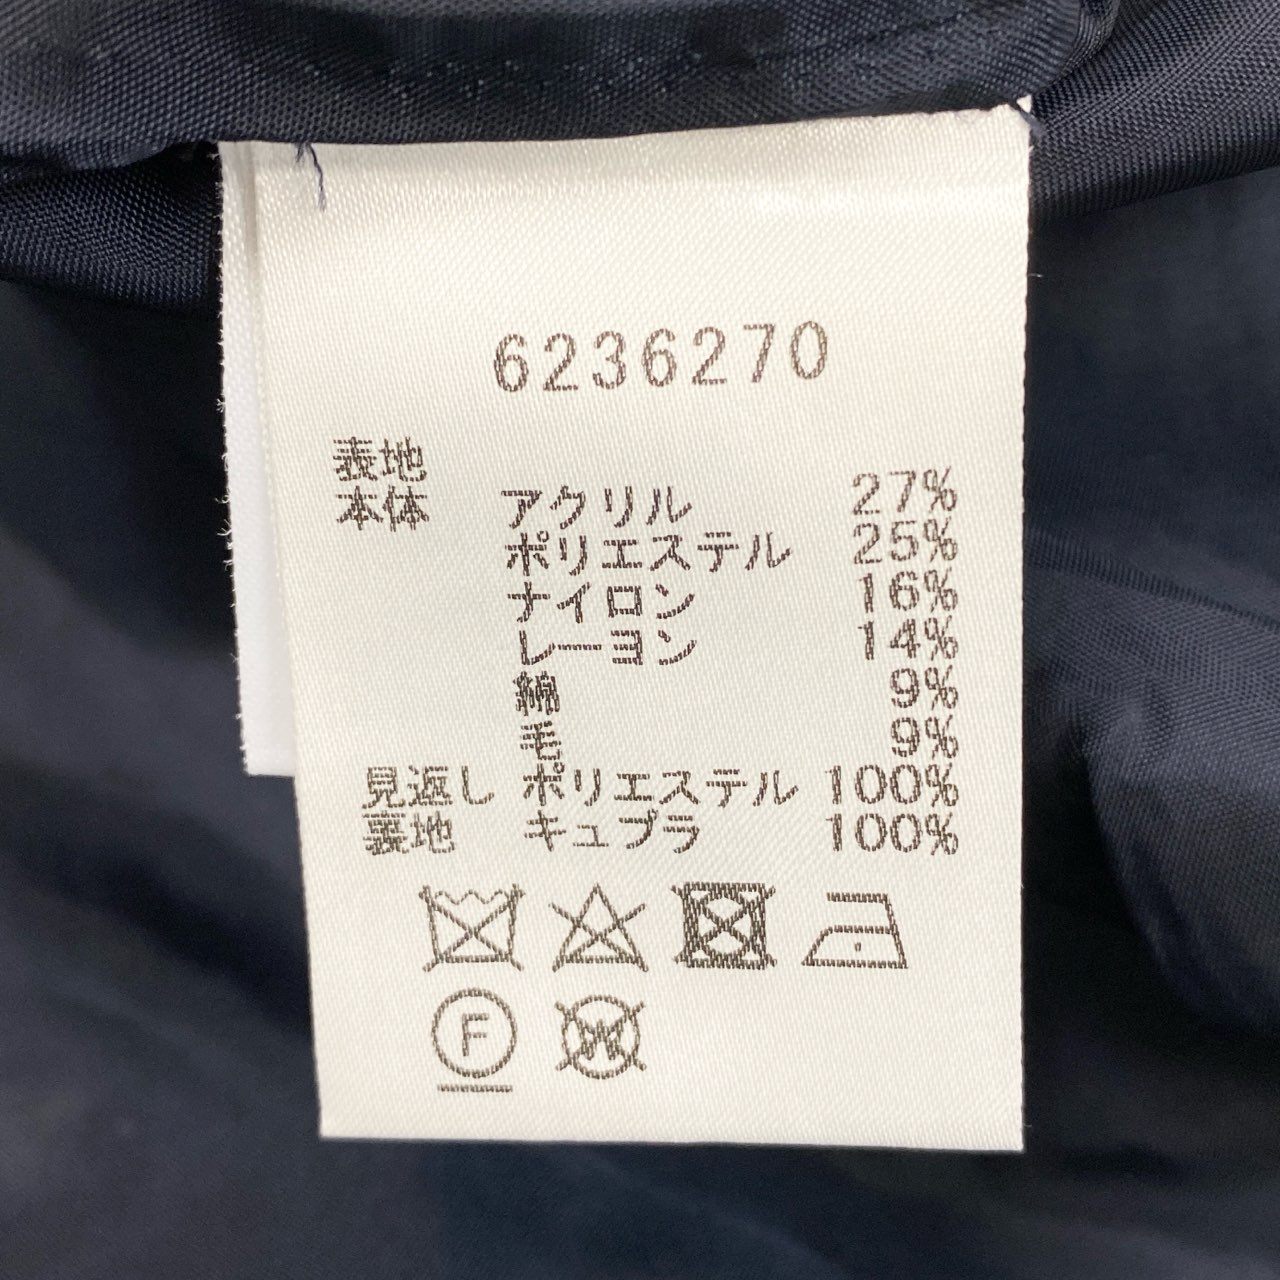 6236270
表地
本体 アクリル 27%
ポリエステル 25%
ナイロン 16%
レーヨン 14%
綿 9%
毛 9%
見返し ポリエステル 100%
裏地 キュプラ 100%
F W